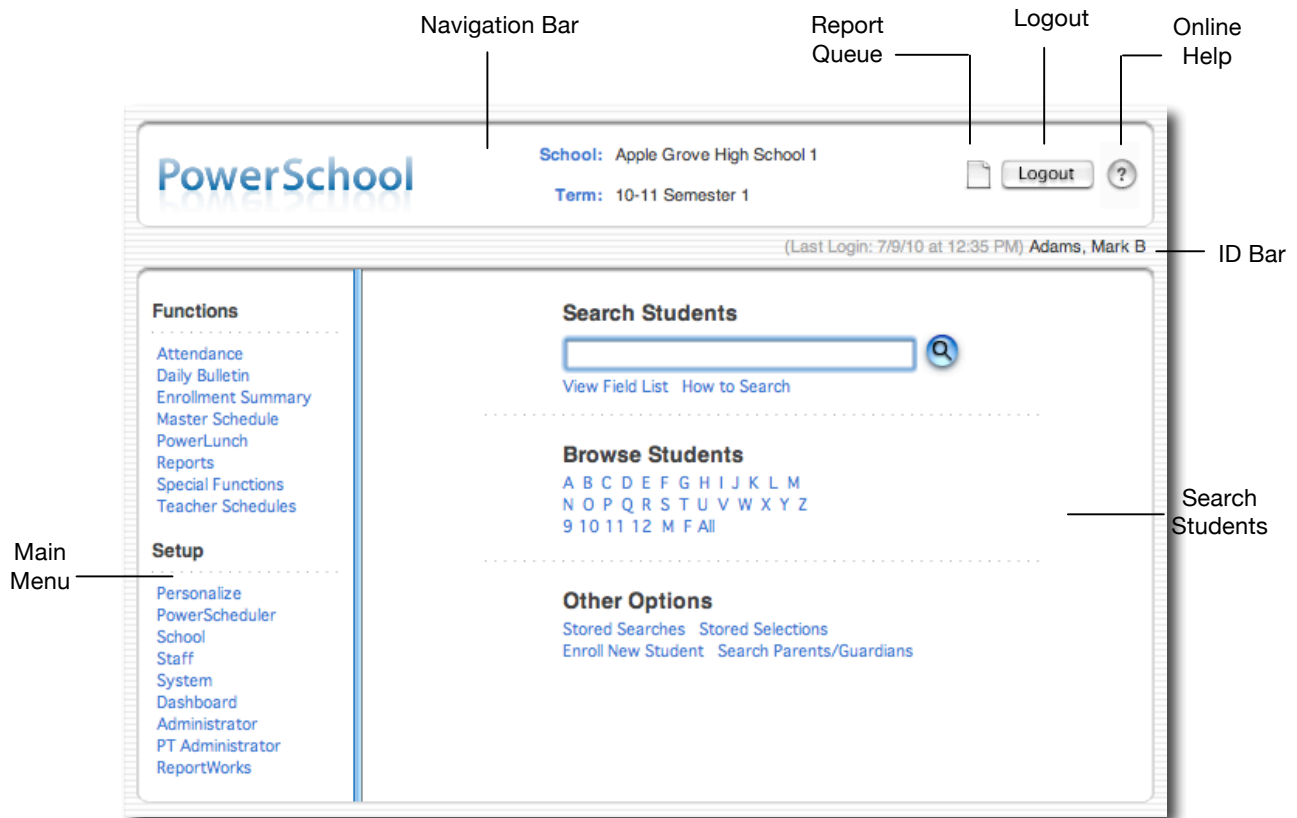 Navigation Bar
Report
Queue
Logout
Online
Help
PowerSchool
School: Apple Grove High School 1
Term: 10-11 Semester 1
Logout
?
(Last Login: 7/9/10 at 12:35 PM) Adams, Mark B
ID Bar
Functions
Attendance
Daily Bulletin
Enrollment Summary
Master Schedule
PowerLunch
Reports
Special Functions
Teacher Schedules
Main
Menu
Setup
Personalize
PowerScheduler
School
Staff
System
Dashboard
Administrator
PT Administrator
ReportWorks
Search Students
View Field List How to Search
Browse Students
A B C D E F G H I J K L M
N O P Q R S T U V W X Y Z
9 10 11 12 M F All
Search
Students
Other Options
Stored Searches Stored Selections
Enroll New Student Search Parents/Guardians